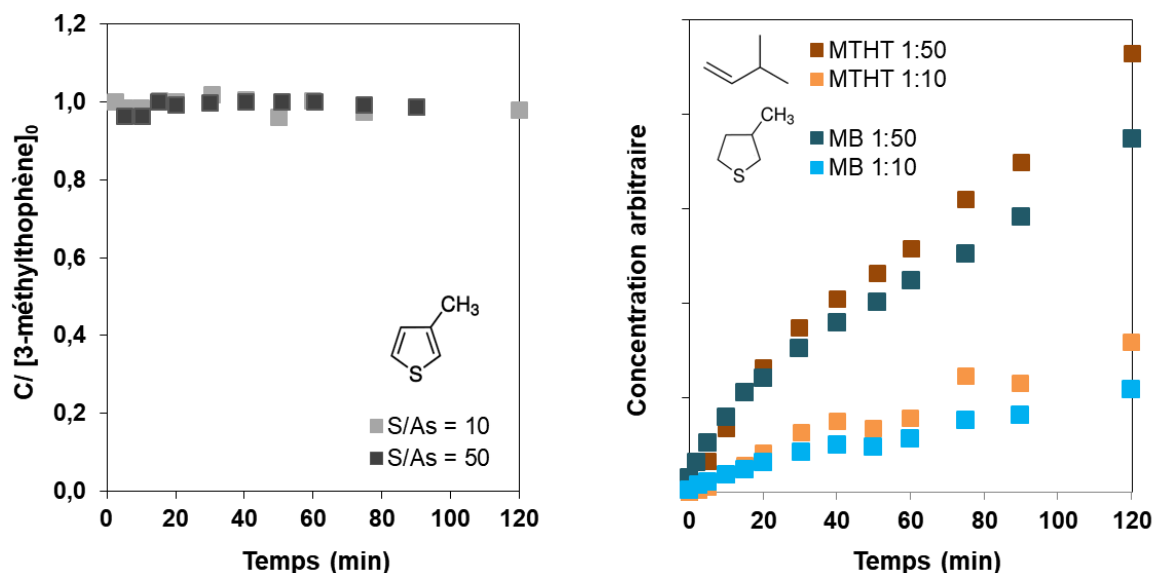 C/ [3-méthylthophène]0
1,2
1,0
0,8
0,6
0,4
0,2
0,0
CH3
S
S/As = 10
S/As = 50
0 20 40 60 80 100 120
Temps (min)
Concentration arbitraire
MTHT 1:50
MTHT 1:10
CH3
S
MB 1:50
MB 1:10
0 20 40 60 80 100 120
Temps (min)